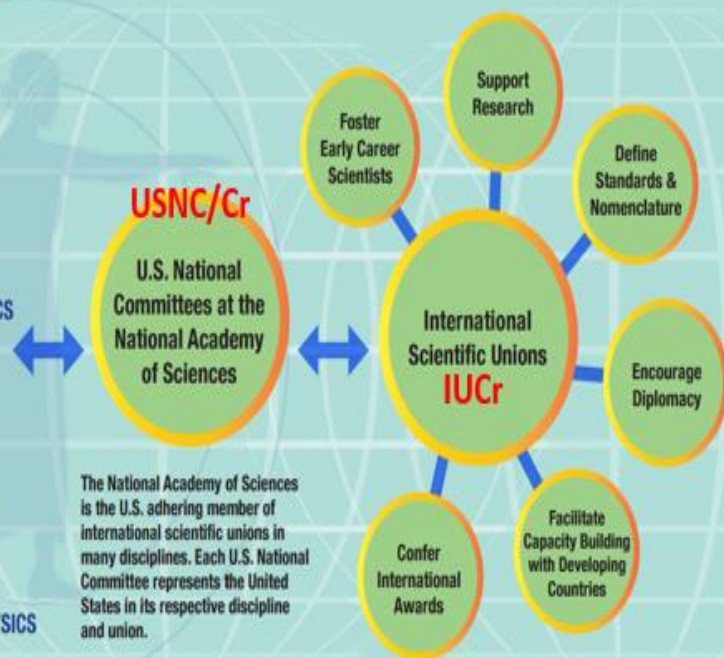 USNC/Cr
U.S. National
Committees at the
National Academy
of Sciences
The National Academy of Sciences
is the U.S. adhering member of
international scientific unions in
many disciplines. Each U.S. National
Committee represents the United
States in its respective discipline
and union.
International
Scientific Unions
IUCr
Foster
Early Career
Scientists
Support
Research
Define
Standards &
Nomenclature
Encourage
Diplomacy
Facilitate
Capacity Building
with Developing
Countries
Confer
International
Awards